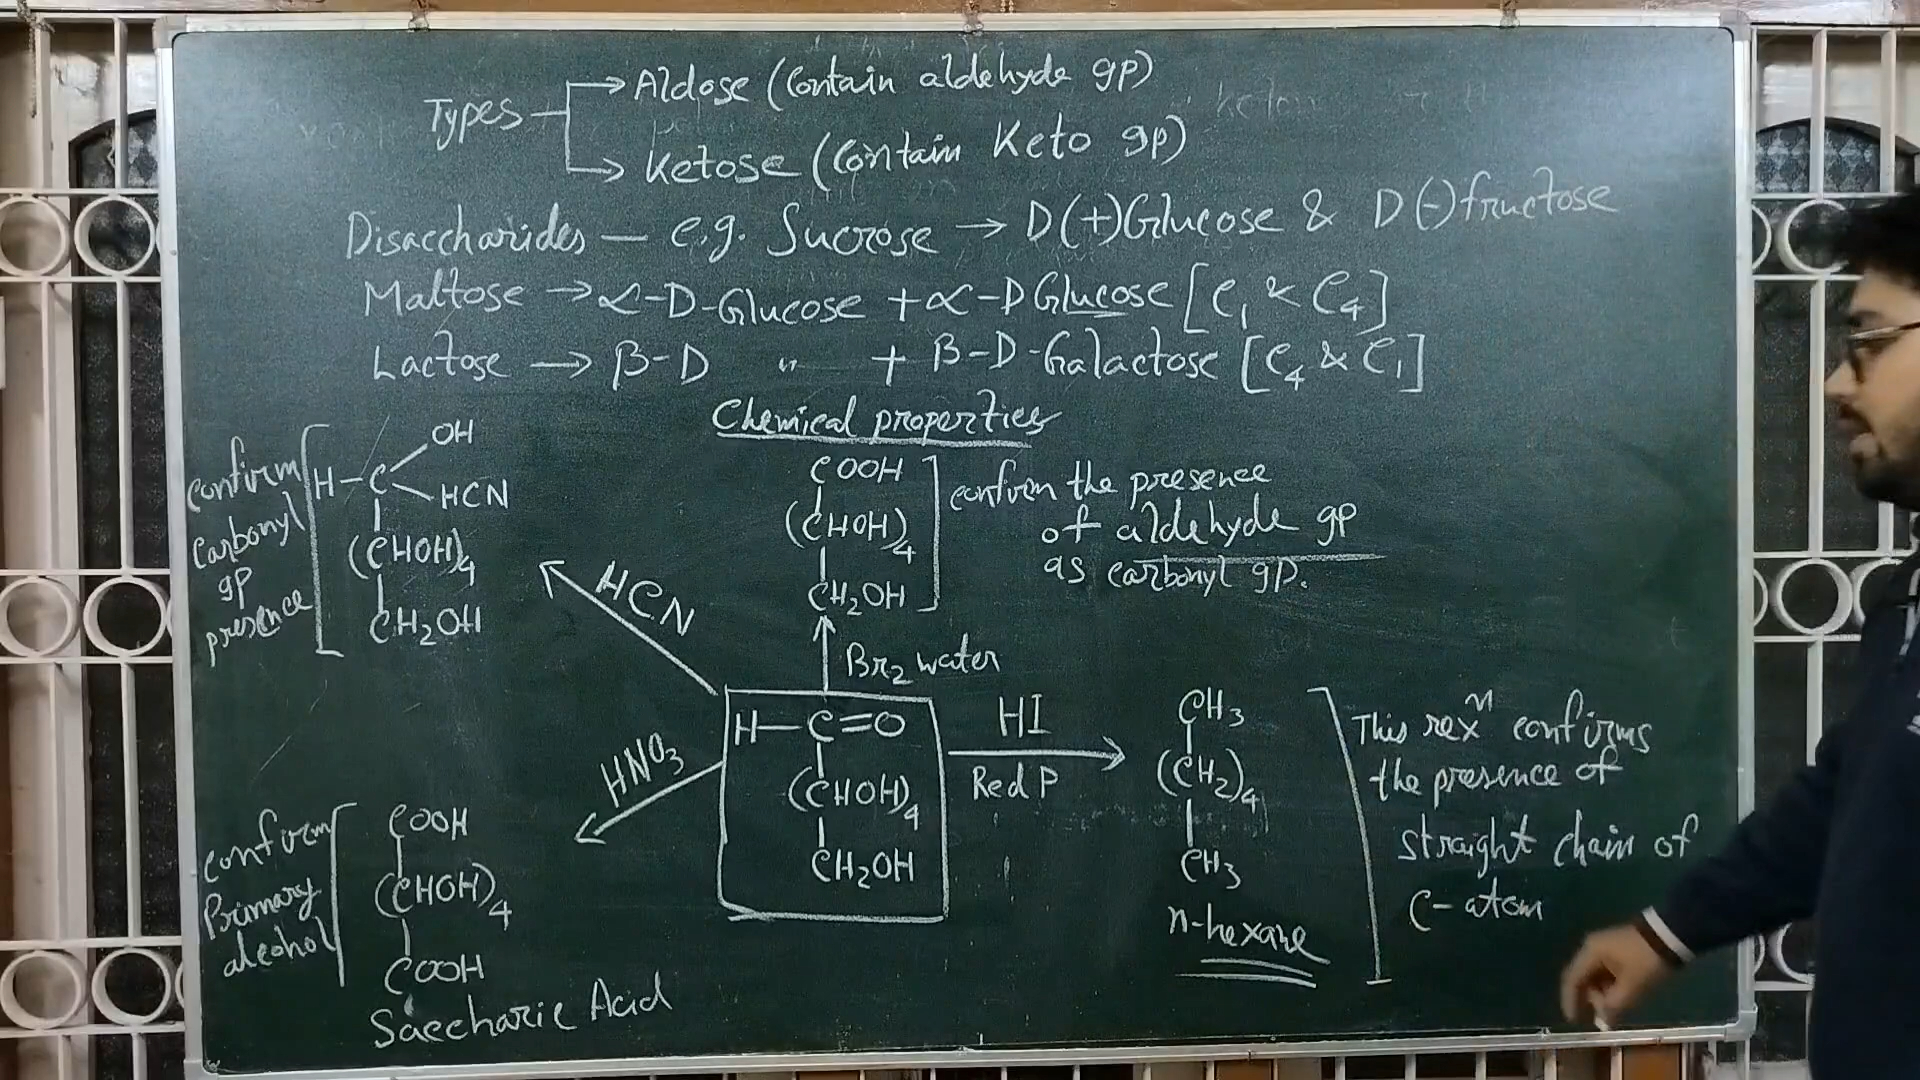 Types → Aldose (Contain aldehyde gp)
→ Ketose (Contain Keto gp)
Disaccharides — e.g. Sucrose → D(+)Glucose & D(-)fructose
Maltose → α-D-Glucose + α-D Glucose [C₁ & C₄]
Lactose → β-D " + β-D-Galactose [C₄ & C₁]
Chemical properties
confirm
carbonyl
gp
presence
OH
H-C
HCN
(CHOH)₄
CH₂OH
HCN
COOH
(CHOH)₄
CH₂OH
confirm the presence
of aldehyde gp
as carbonyl gp.
Br₂ water
H-C=O
(CHOH)₄
CH₂OH
HNO₃
confirm
Primary
alcohol
COOH
(CHOH)₄
COOH
Saccharic Acid
HI
Red P
CH₃
(CH₂)₄
CH₃
n-hexane
This rexⁿ confirms
the presence of
straight chain of
C-atom